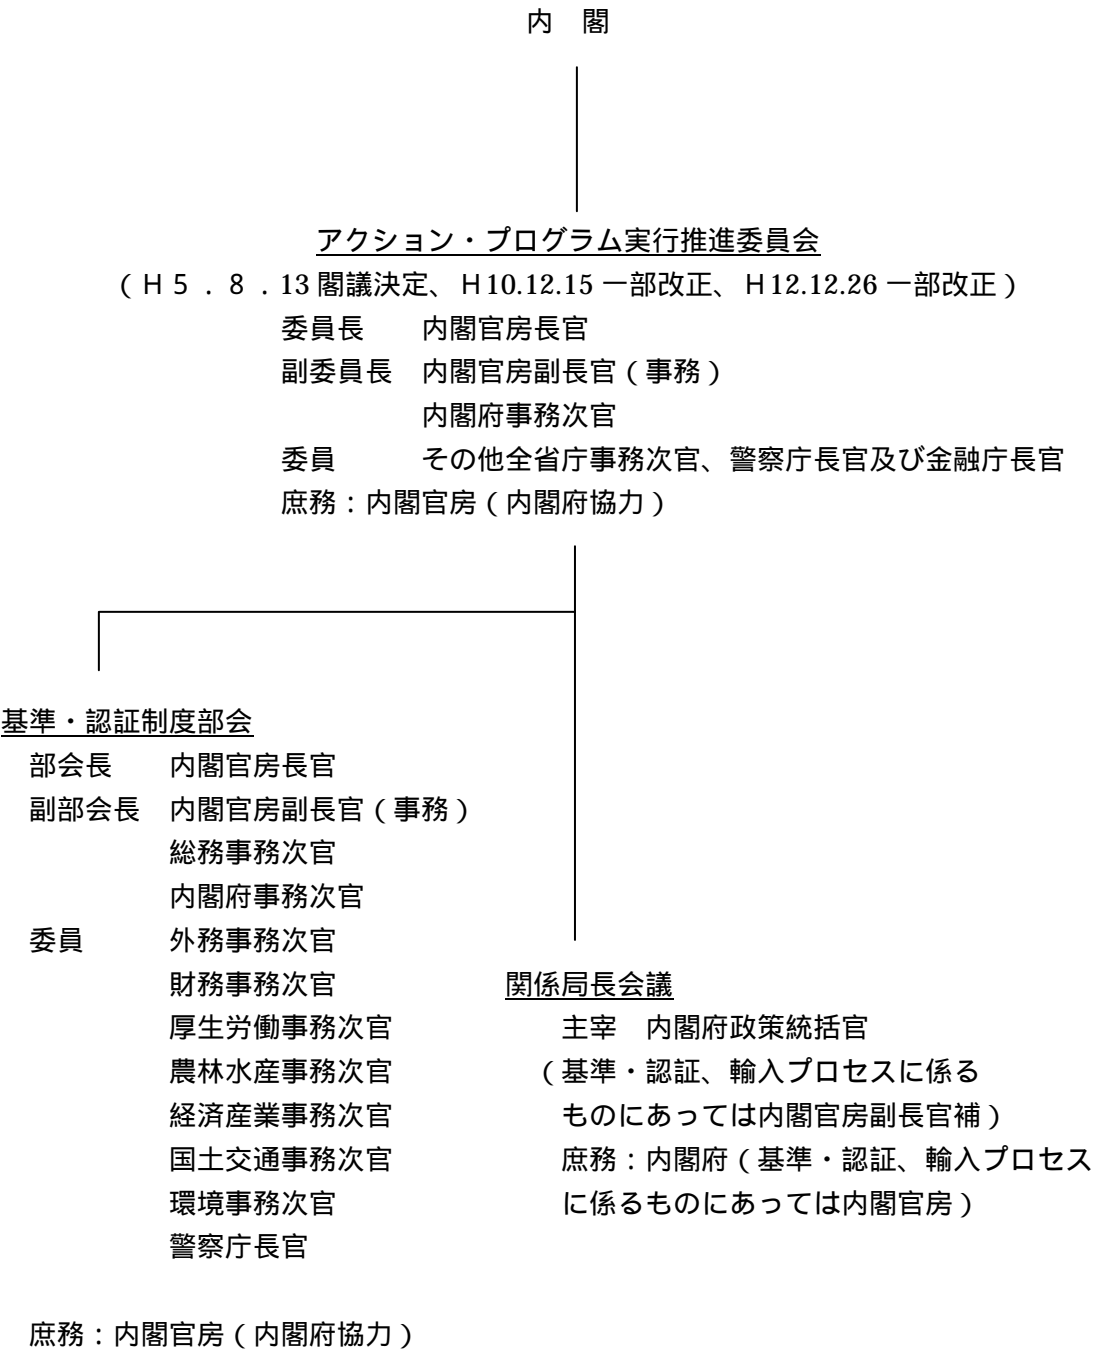 内　閣
アクション・プログラム実行推進委員会
（Ｈ５．８．13 閣議決定、Ｈ10.12.15 一部改正、Ｈ12.12.26 一部改正）
委員長　　内閣官房長官
副委員長　内閣官房副長官（事務）
内閣府事務次官
委員　　　その他全省庁事務次官、警察庁長官及び金融庁長官
庶務：内閣官房（内閣府協力）
基準・認証制度部会
部会長　　内閣官房長官
副部会長　内閣官房副長官（事務）
総務事務次官
内閣府事務次官
委員　　　外務事務次官
財務事務次官
厚生労働事務次官
農林水産事務次官
経済産業事務次官
国土交通事務次官
環境事務次官
警察庁長官
庶務：内閣官房（内閣府協力）
関係局長会議
主宰　内閣府政策統括官
（基準・認証、輸入プロセスに係る
ものにあっては内閣官房副長官補）
庶務：内閣府（基準・認証、輸入プロセス
に係るものにあっては内閣官房）